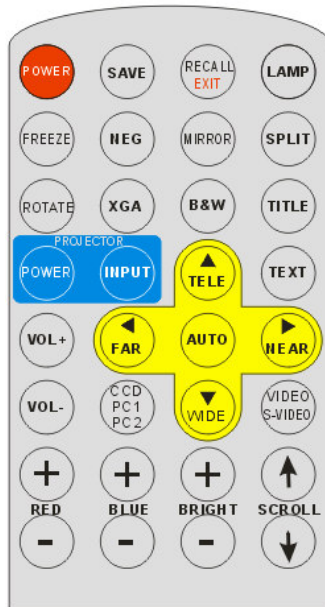 POWER SAVE RECALL EXIT LAMP
FREEZE NEG MIRROR SPLIT
ROTATE XGA B&W TITLE
PROJECTOR
POWER INPUT TELE TEXT
VOL+ FAR AUTO NEAR
VOL- CCD PC1 PC2 WIDE VIDEO S-VIDEO
+ + +
RED BLUE BRIGHT SCROLL
- - -